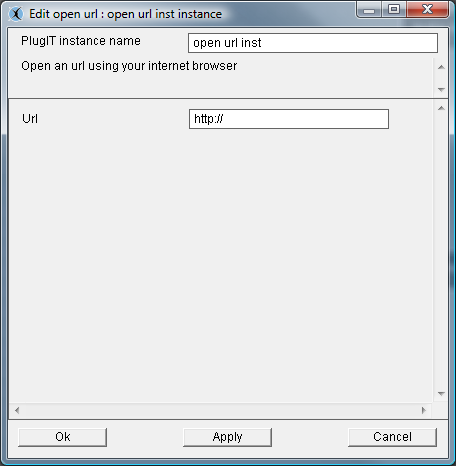 Edit open url : open url inst instance
PlugIT instance name open url inst
Open an url using your internet browser
Url http://
Ok Apply Cancel